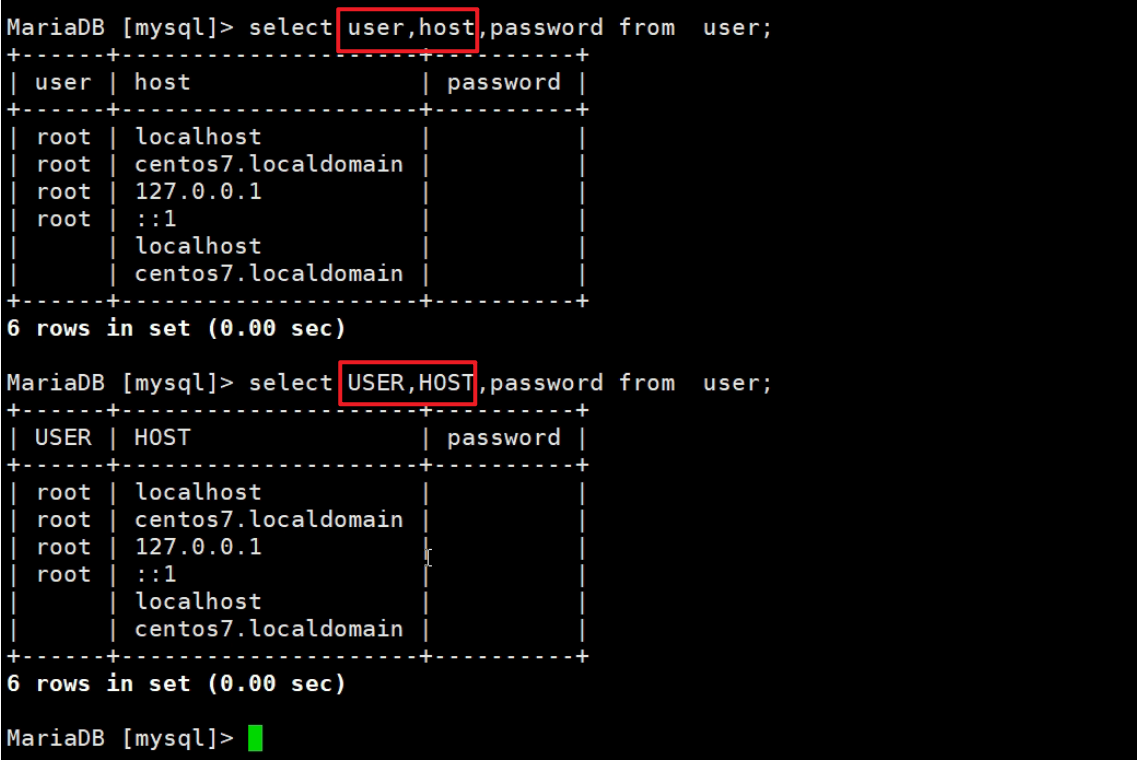 MariaDB [mysql]> select user,host,password from  user;
+------+---------------------+----------+
| user | host                | password |
+------+---------------------+----------+
| root | localhost           |          |
| root | centos7.localdomain |          |
| root | 127.0.0.1           |          |
| root | ::1                 |          |
|      | localhost           |          |
|      | centos7.localdomain |          |
+------+---------------------+----------+
6 rows in set (0.00 sec)
MariaDB [mysql]> select USER,HOST,password from  user;
+------+---------------------+----------+
| USER | HOST                | password |
+------+---------------------+----------+
| root | localhost           |          |
| root | centos7.localdomain |          |
| root | 127.0.0.1           |          |
| root | ::1                 |          |
|      | localhost           |          |
|      | centos7.localdomain |          |
+------+---------------------+----------+
6 rows in set (0.00 sec)
MariaDB [mysql]>